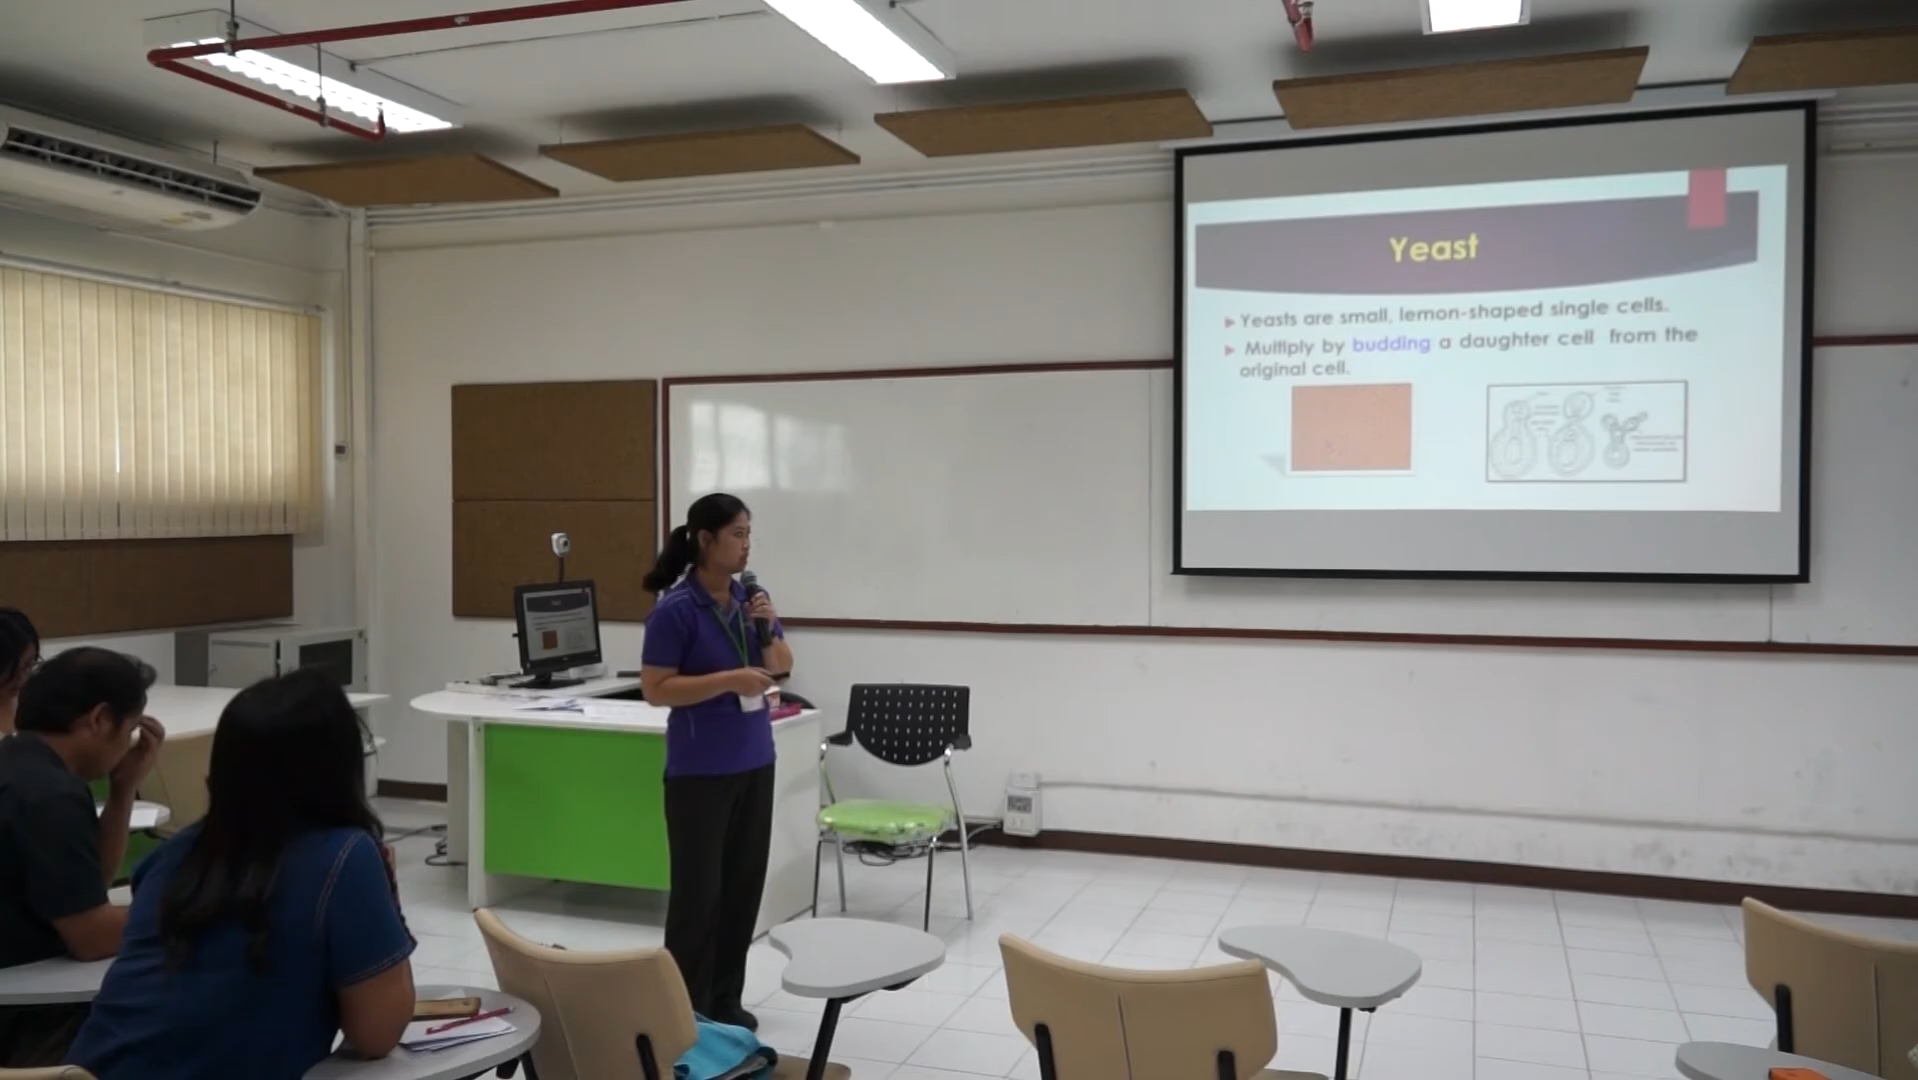 Yeast
Yeasts are small, lemon-shaped single cells.
Multiply by budding a daughter cell from the
original cell.